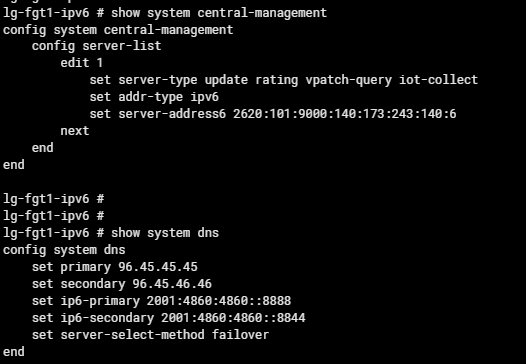 lg-fgt1-ipv6 # show system central-management
config system central-management
    config server-list
        edit 1
            set server-type update rating vpatch-query iot-collect
            set addr-type ipv6
            set server-address6 2620:101:9000:140:173:243:140:6
        next
    end
end
lg-fgt1-ipv6 #
lg-fgt1-ipv6 #
lg-fgt1-ipv6 # show system dns
config system dns
    set primary 96.45.45.45
    set secondary 96.45.46.46
    set ip6-primary 2001:4860:4860::8888
    set ip6-secondary 2001:4860:4860::8844
    set server-select-method failover
end